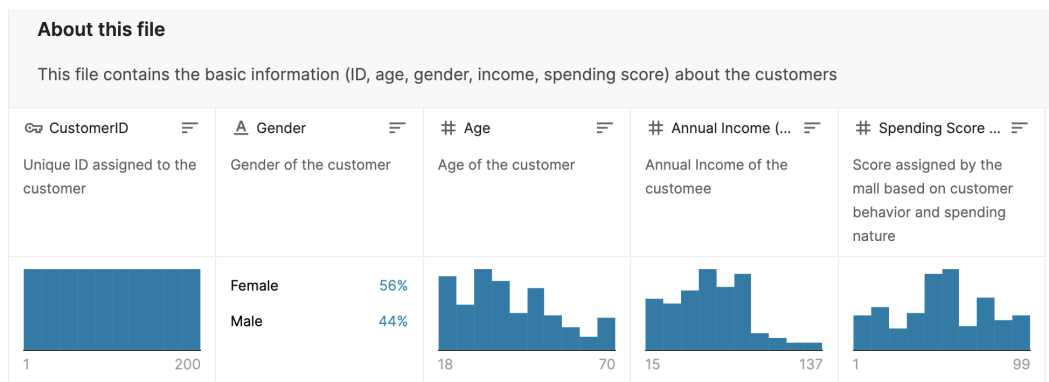 About this file
This file contains the basic information (ID, age, gender, income, spending score) about the customers
CustomerID
Unique ID assigned to the
customer
1 200
A Gender
Gender of the customer
Female 56%
Male 44%
# Age
Age of the customer
18 70
# Annual Income (...
Annual Income of the
customee
15 137
# Spending Score ...
Score assigned by the
mall based on customer
behavior and spending
nature
1 99